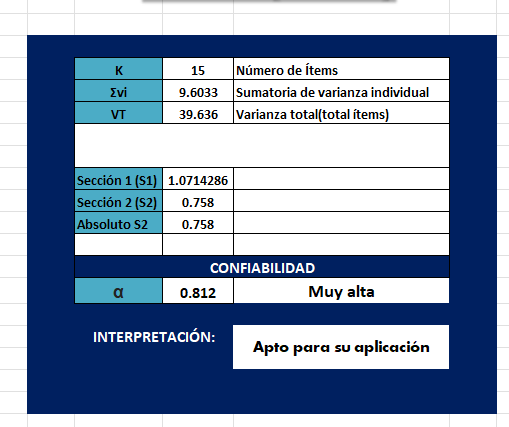 K 15 Número de Ítems
Σvi 9.6033 Sumatoria de varianza individual
VT 39.636 Varianza total(total ítems)
Sección 1 (S1) 1.0714286
Sección 2 (S2) 0.758
Absoluto S2 0.758
CONFIABILIDAD
α 0.812 Muy alta
INTERPRETACIÓN: Apto para su aplicación